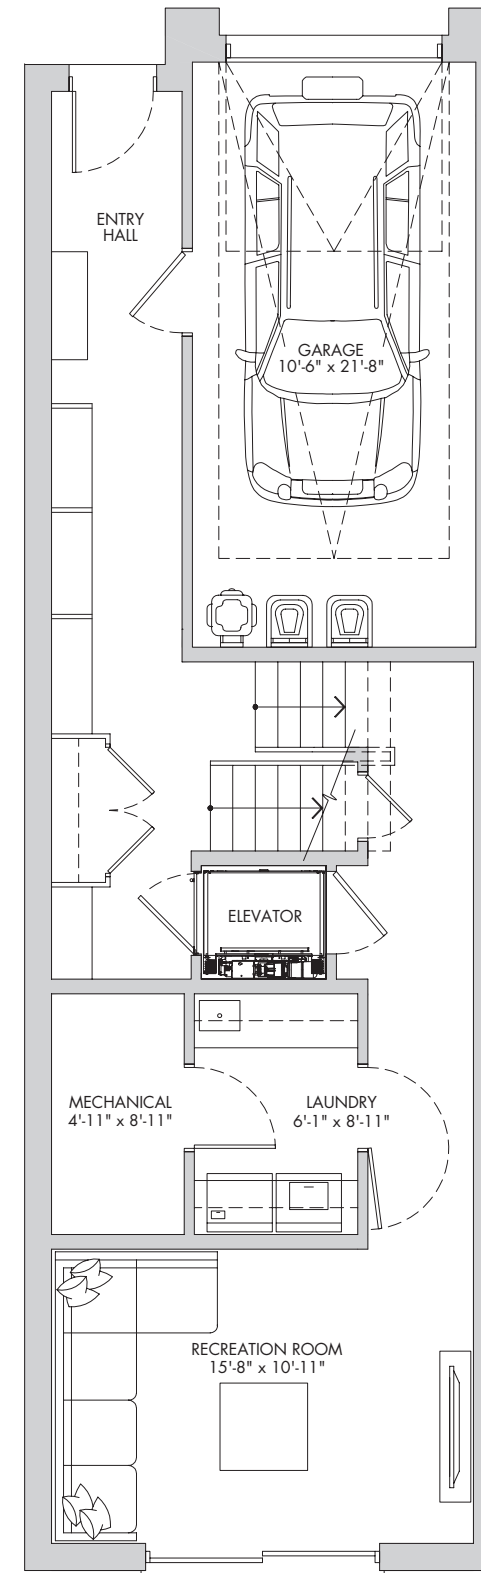 ENTRY
HALL
GARAGE
10'-6" x 21'-8"
ELEVATOR
MECHANICAL
4'-11" x 8'-11"
LAUNDRY
6'-1" x 8'-11"
RECREATION ROOM
15'-8" x 10'-11"